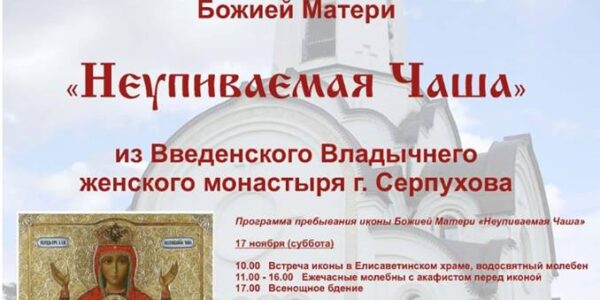 Божией Матери
«Неупиваемая Чаша»
из Введенского Владычнего
женского монастыря г. Серпухова
Программа пребывания иконы Божией Матери «Неупиваемая Чаша»
17 ноября (суббота)
10.00 Встреча иконы в Елисаветинском храме, водосвятный молебен
11.00 - 16.00 Ежечасные молебны с акафистом перед иконой
17.00 Всенощное бдение